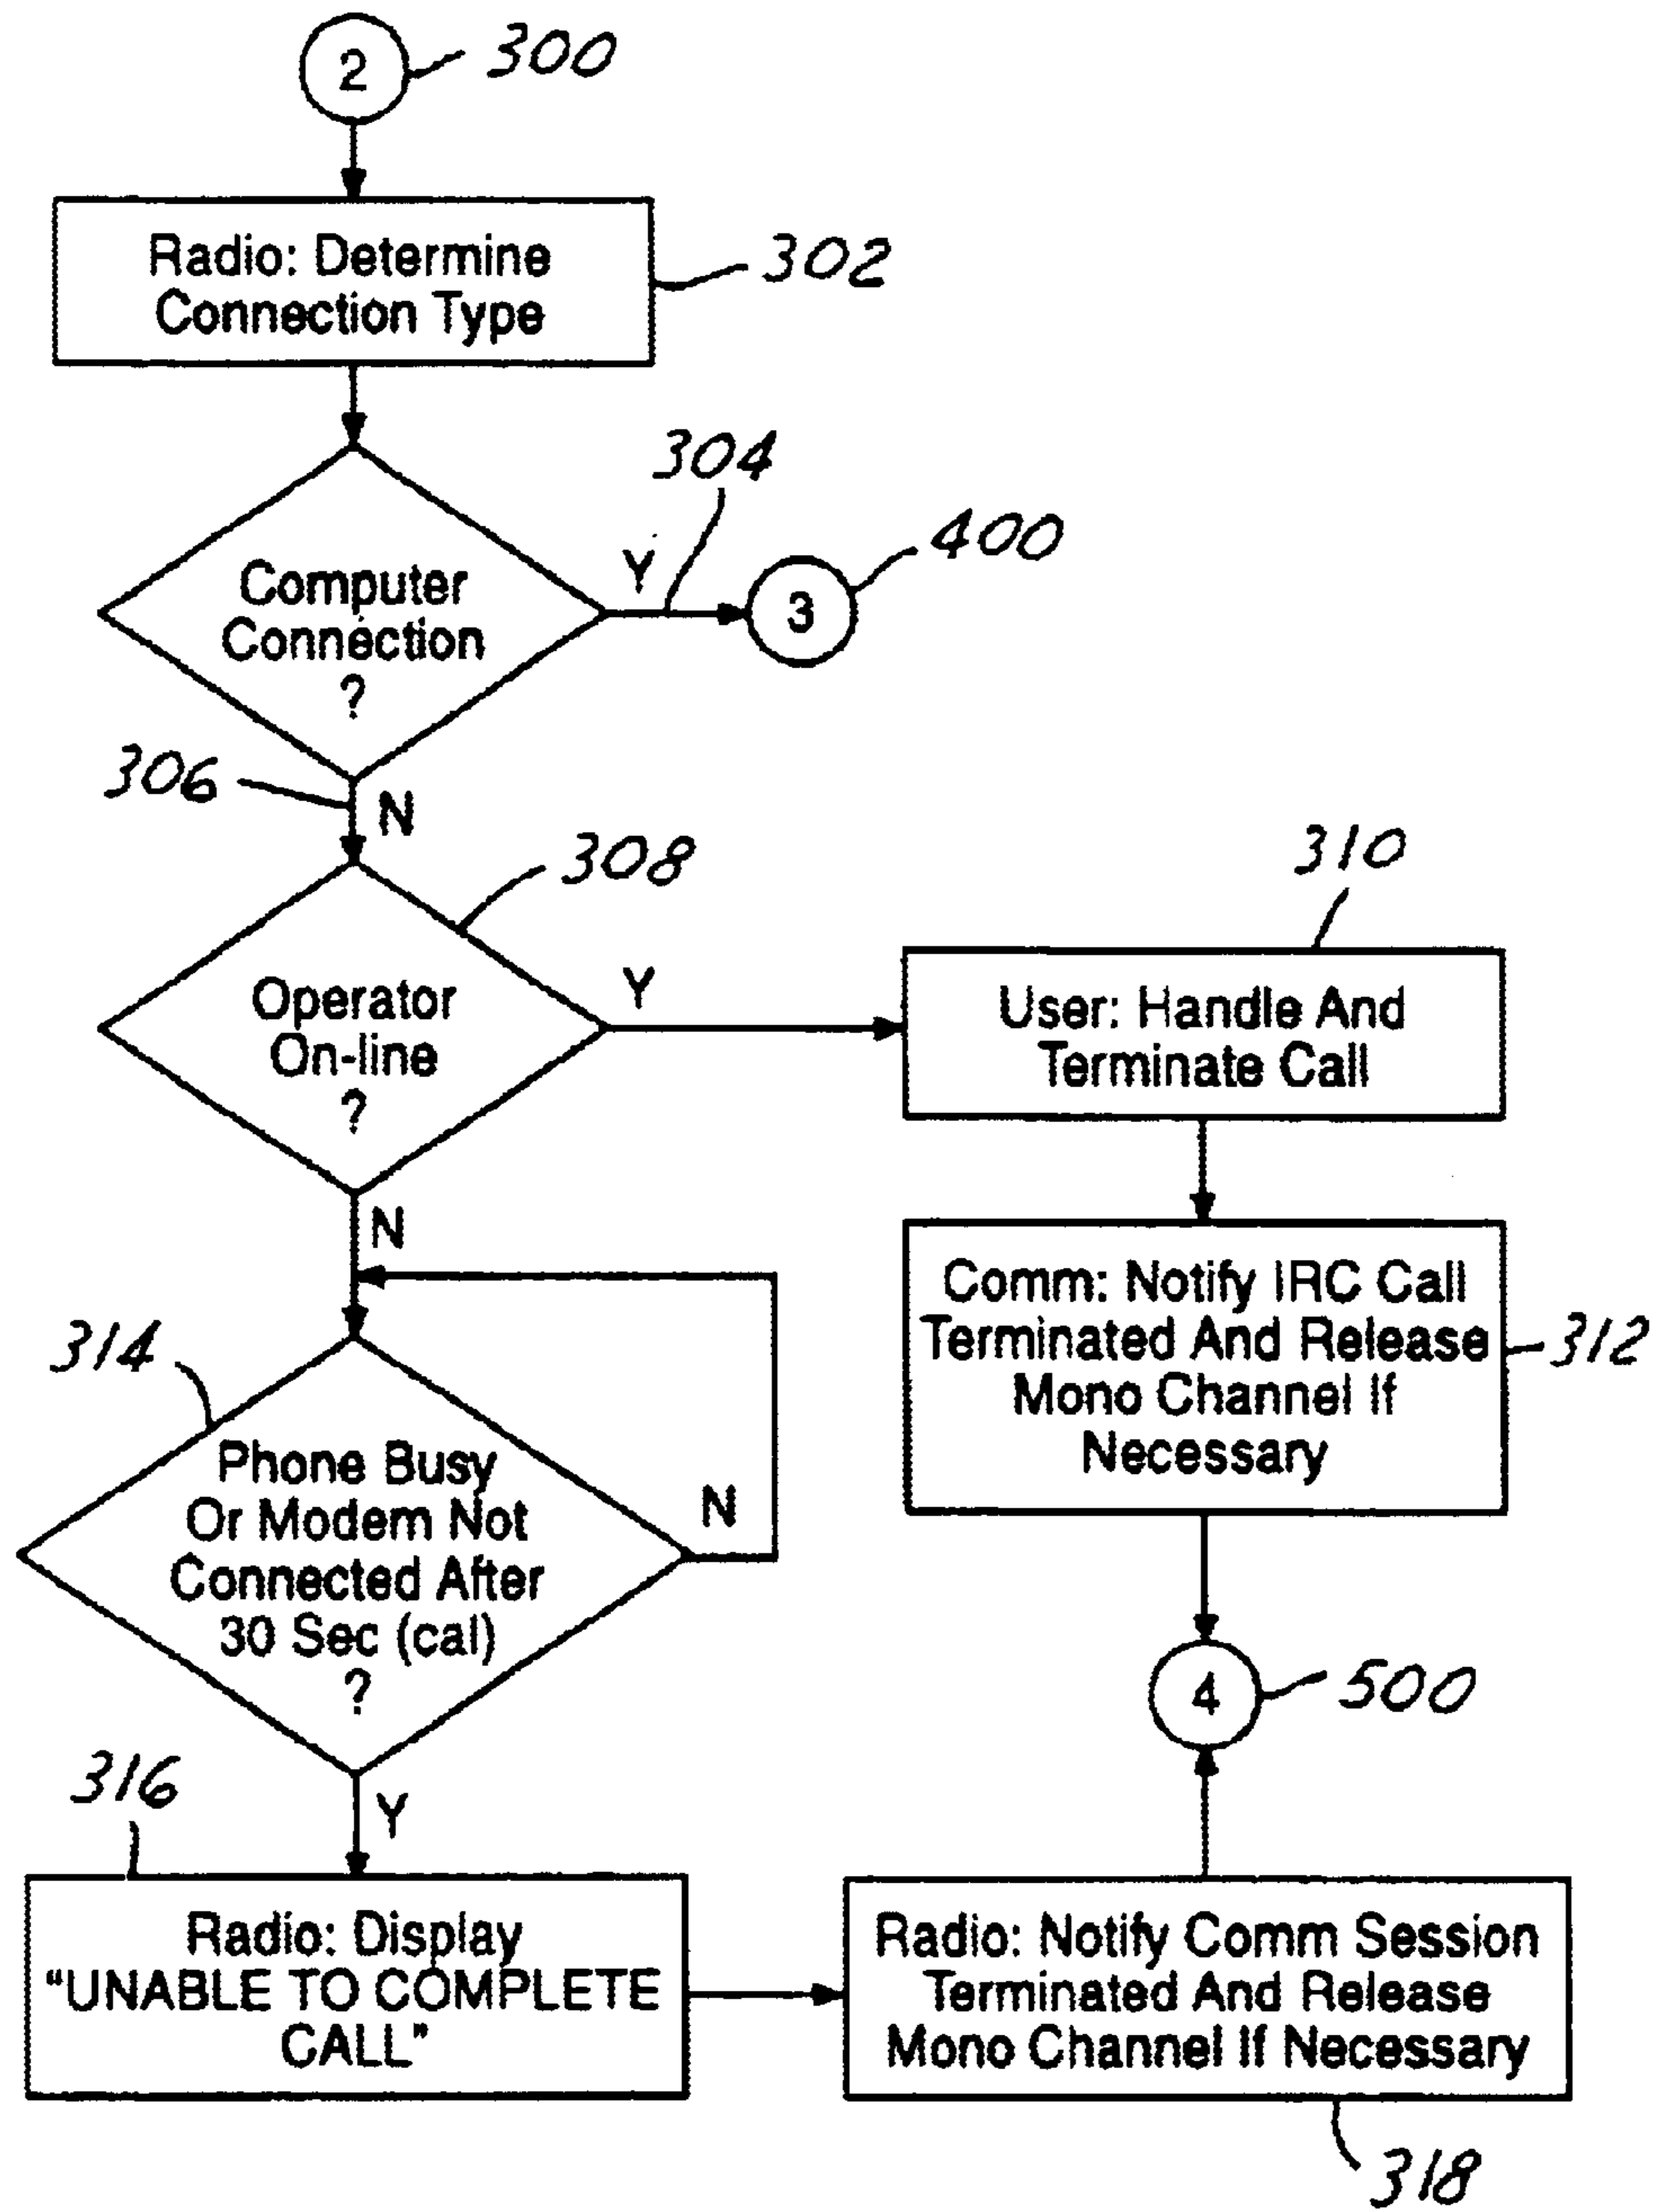 2
300
Radio: Determine
Connection Type
302
304
Computer
Connection
?
Y
3
400
306
N
308
Operator
On-line
?
Y
310
User: Handle And
Terminate Call
N
Comm: Notify IRC Call
Terminated And Release
Mono Channel If
Necessary
312
314
Phone Busy
Or Modem Not
Connected After
30 Sec (cal)
?
N
4
500
316
Y
Radio: Display
"UNABLE TO COMPLETE
CALL"
Radio: Notify Comm Session
Terminated And Release
Mono Channel If Necessary
318